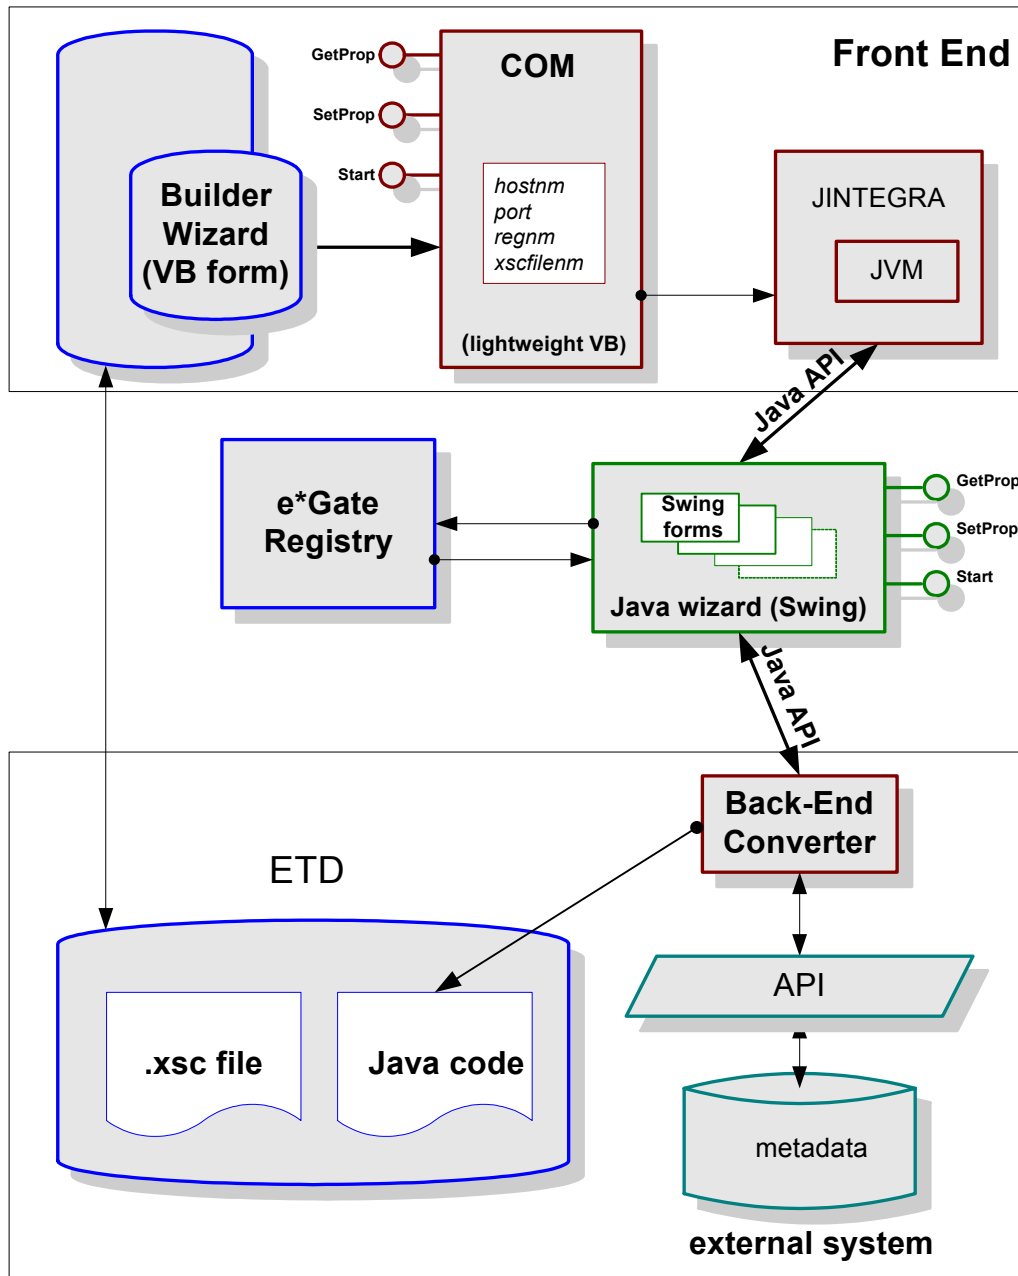 Front End
GetProp
SetProp
Start
COM
hostnm
port
regnm
xscfilenm
(lightweight VB)
Builder
Wizard
(VB form)
JINTEGRA
JVM
Java API
e*Gate
Registry
Swing
forms
Java wizard (Swing)
GetProp
SetProp
Start
Java API
Back-End
Converter
ETD
API
.xsc file
Java code
metadata
external system